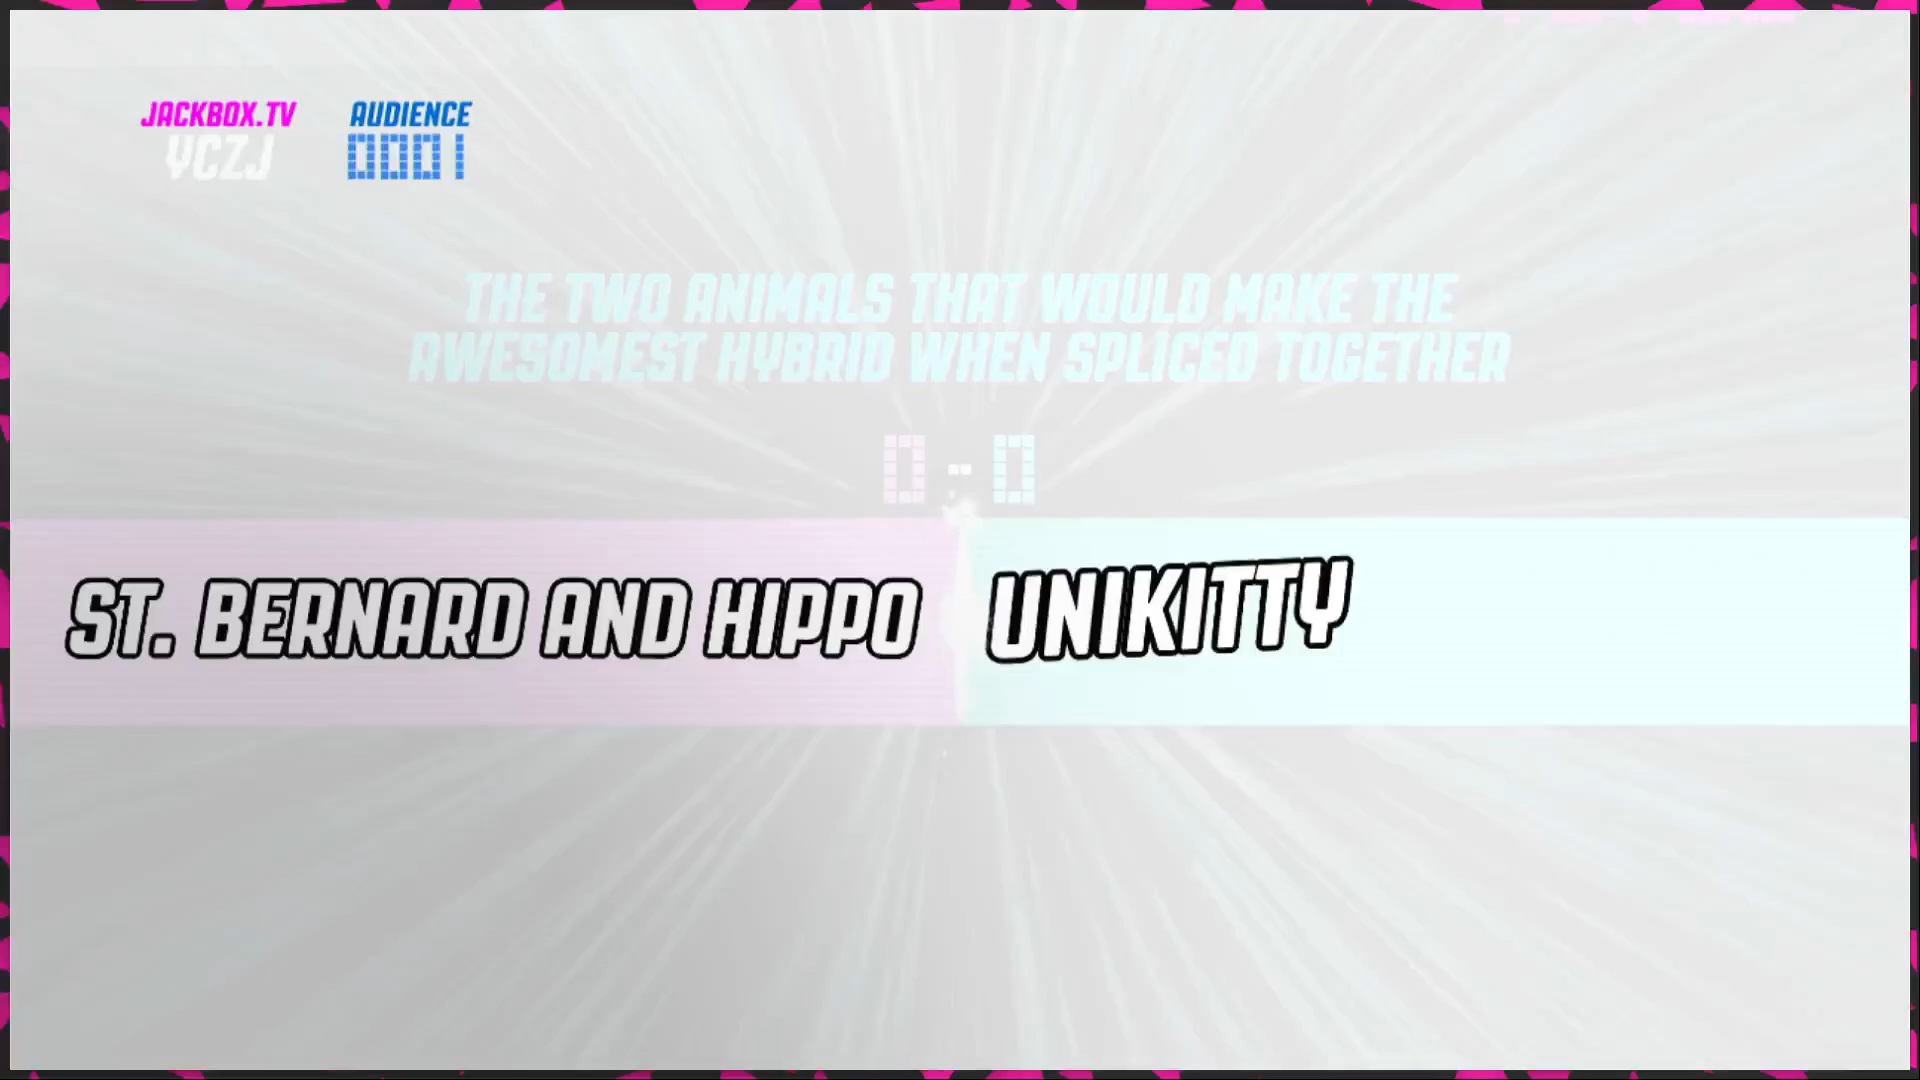 JACKBOX.TV
YCZJ
AUDIENCE
0001
THE TWO ANIMALS THAT WOULD MAKE THE
AWESOMEST HYBRID WHEN SPLICED TOGETHER
0 - 0
ST. BERNARD AND HIPPO
UNIKITTY